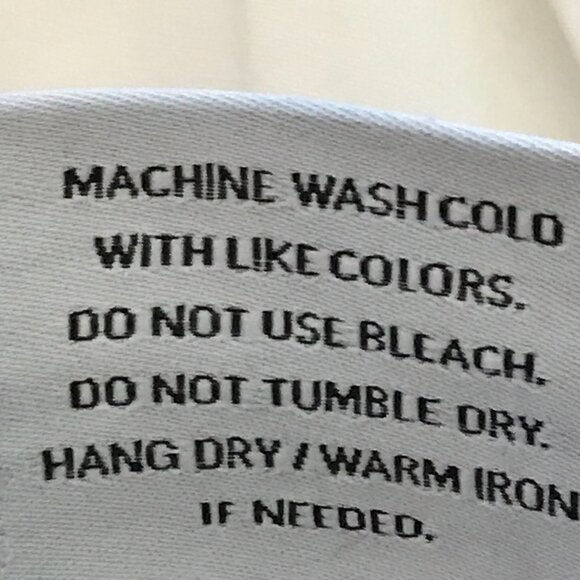 MACHINE WASH COLD
WITH LIKE COLORS.
DO NOT USE BLEACH.
DO NOT TUMBLE DRY.
HANG DRY / WARM IRON
IF NEEDED.